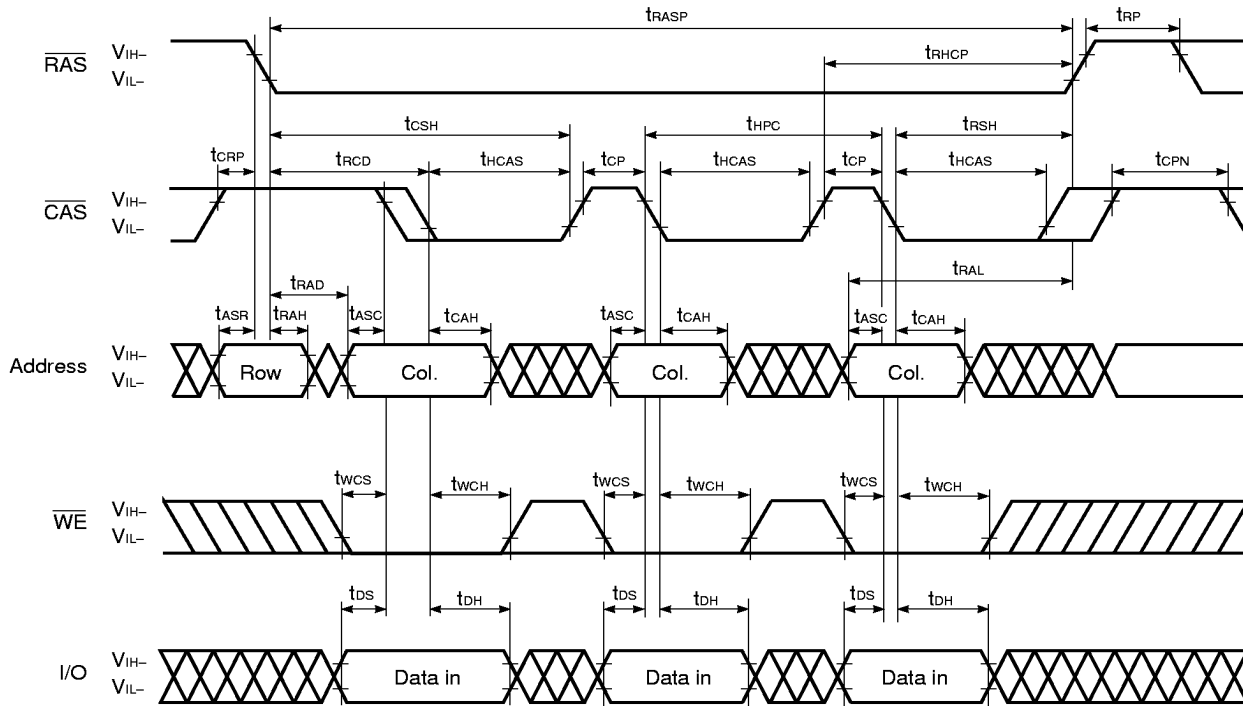 tRASP tRP
RAS VIH–
VIL–
tRHCP
tCSH tHPC tRSH
tCRP tRCD tHCAS tCP tHCAS tCP tHCAS tCPN
CAS VIH–
VIL–
tRAD tRAL
tASR tRAH tASC tCAH tASC tCAH tASC tCAH
Address VIH–
VIL–
Row Col. Col. Col.
tWCS tWCH tWCS tWCH tWCS tWCH
WE VIH–
VIL–
tDS tDH tDS tDH tDS tDH
I/O VIH–
VIL–
Data in Data in Data in